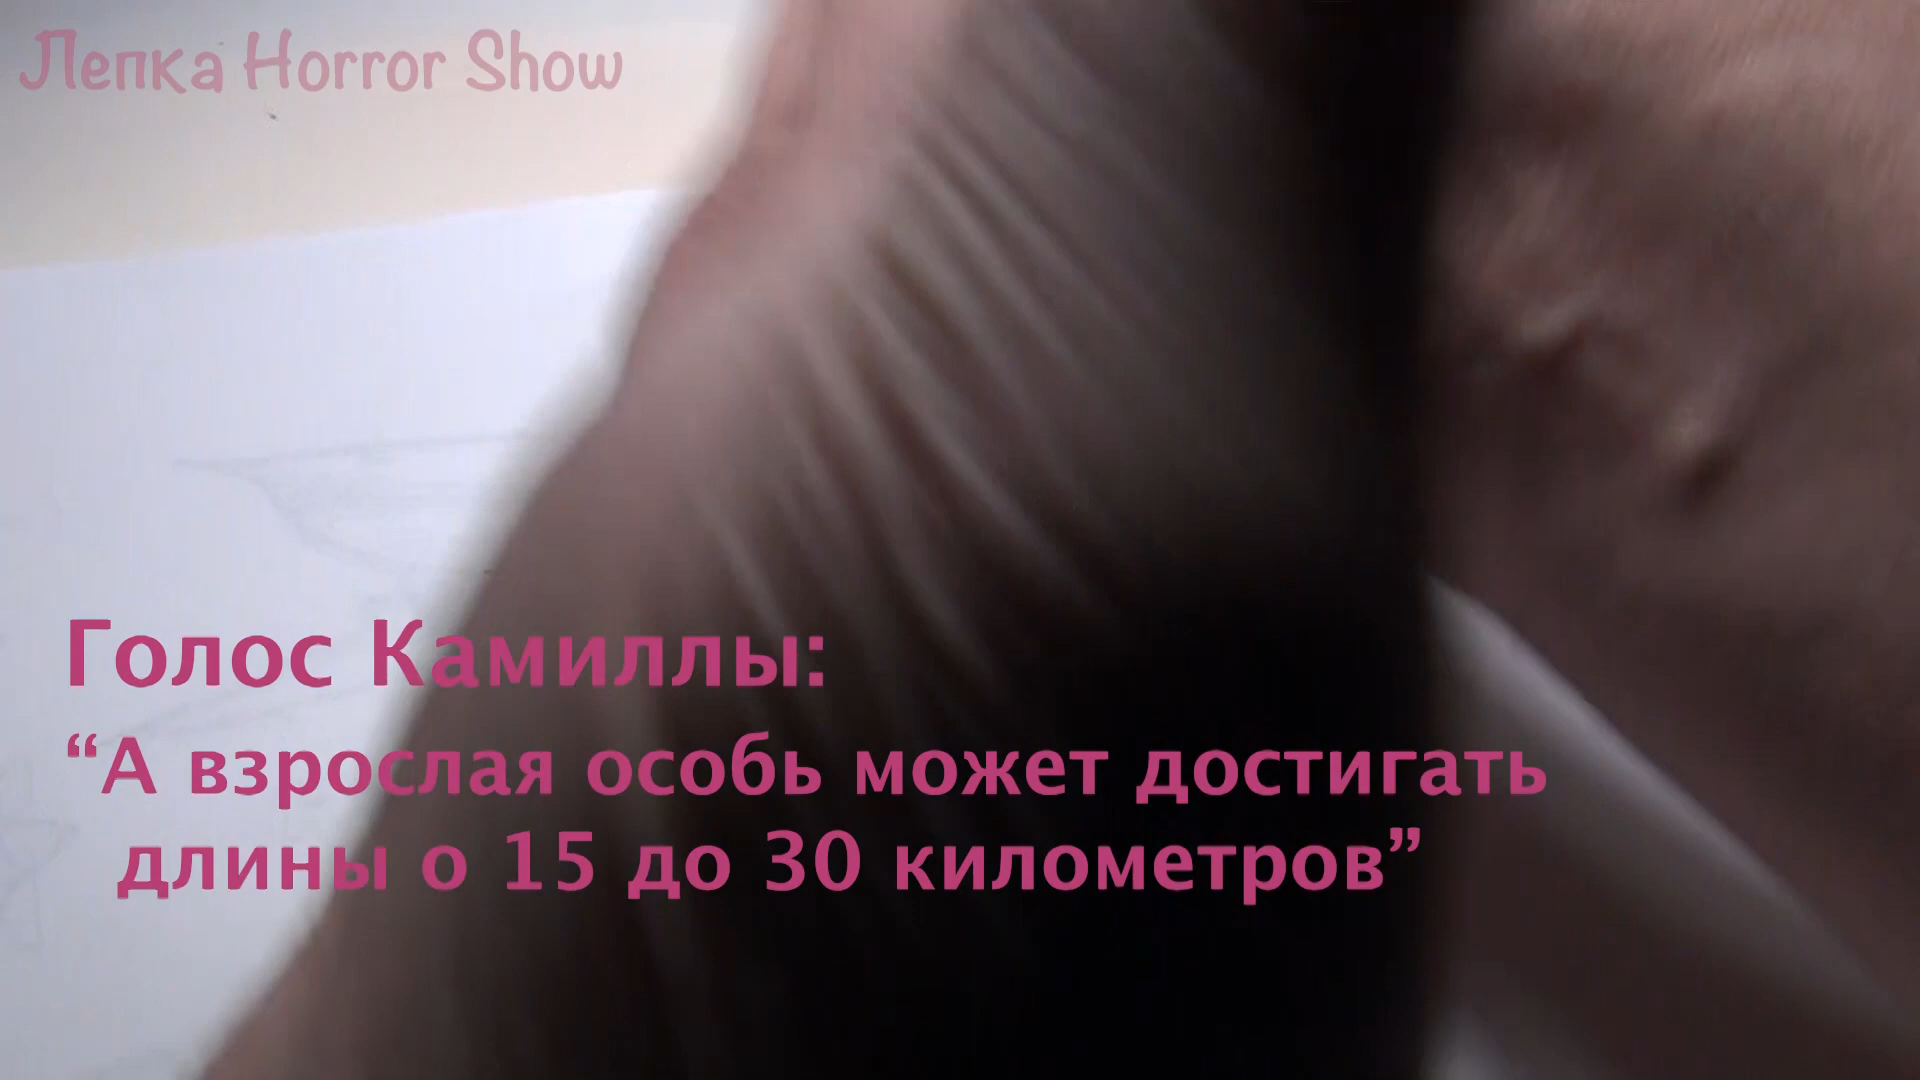 Лепка Horror Show
Голос Камиллы:
“А взрослая особь может достигать
длины о 15 до 30 километров”